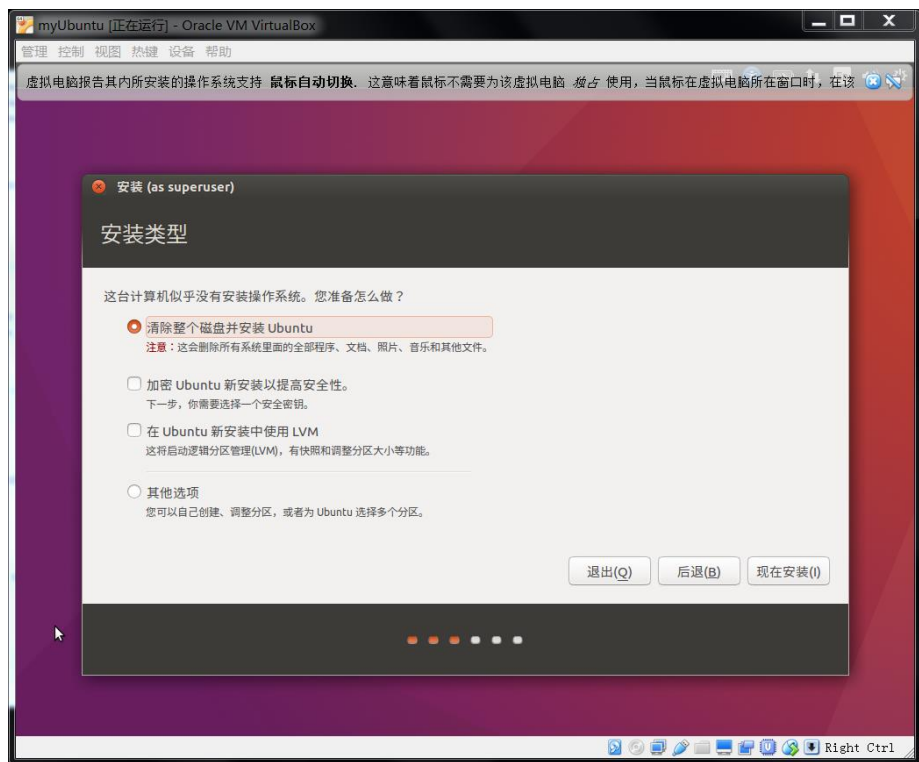 myUbuntu [正在运行] - Oracle VM VirtualBox
管理 控制 视图 热键 设备 帮助
虚拟电脑报告其内所安装的操作系统支持 鼠标自动切换. 这意味着鼠标不需要为该虚拟电脑 独占 使用，当鼠标在虚拟电脑所在窗口时，在该
安装 (as superuser)
安装类型
这台计算机似乎没有安装操作系统。您准备怎么做？
清除整个磁盘并安装 Ubuntu
注意：这会删除所有系统里面的全部程序、文档、照片、音乐和其他文件。
加密 Ubuntu 新安装以提高安全性。
下一步，你需要选择一个安全密钥。
在 Ubuntu 新安装中使用 LVM
这将启动逻辑分区管理(LVM)，有快照和调整分区大小等功能。
其他选项
您可以自己创建、调整分区，或者为 Ubuntu 选择多个分区。
退出(Q) 后退(B) 现在安装(I)
Right Ctrl